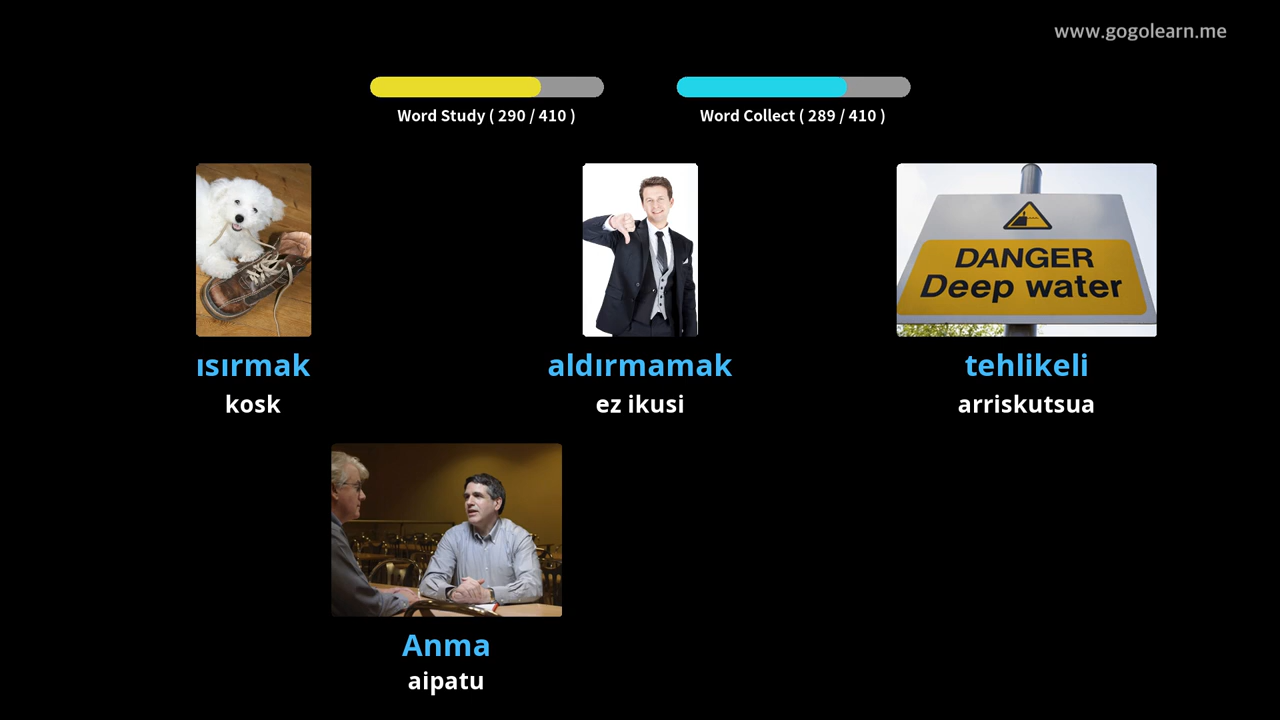 www.gogolearn.me
Word Study ( 290 / 410 )
Word Collect ( 289 / 410 )
DANGER
Deep water
ısırmak
aldırmamak
tehlikeli
kosk
ez ikusi
arriskutsua
Anma
aipatu